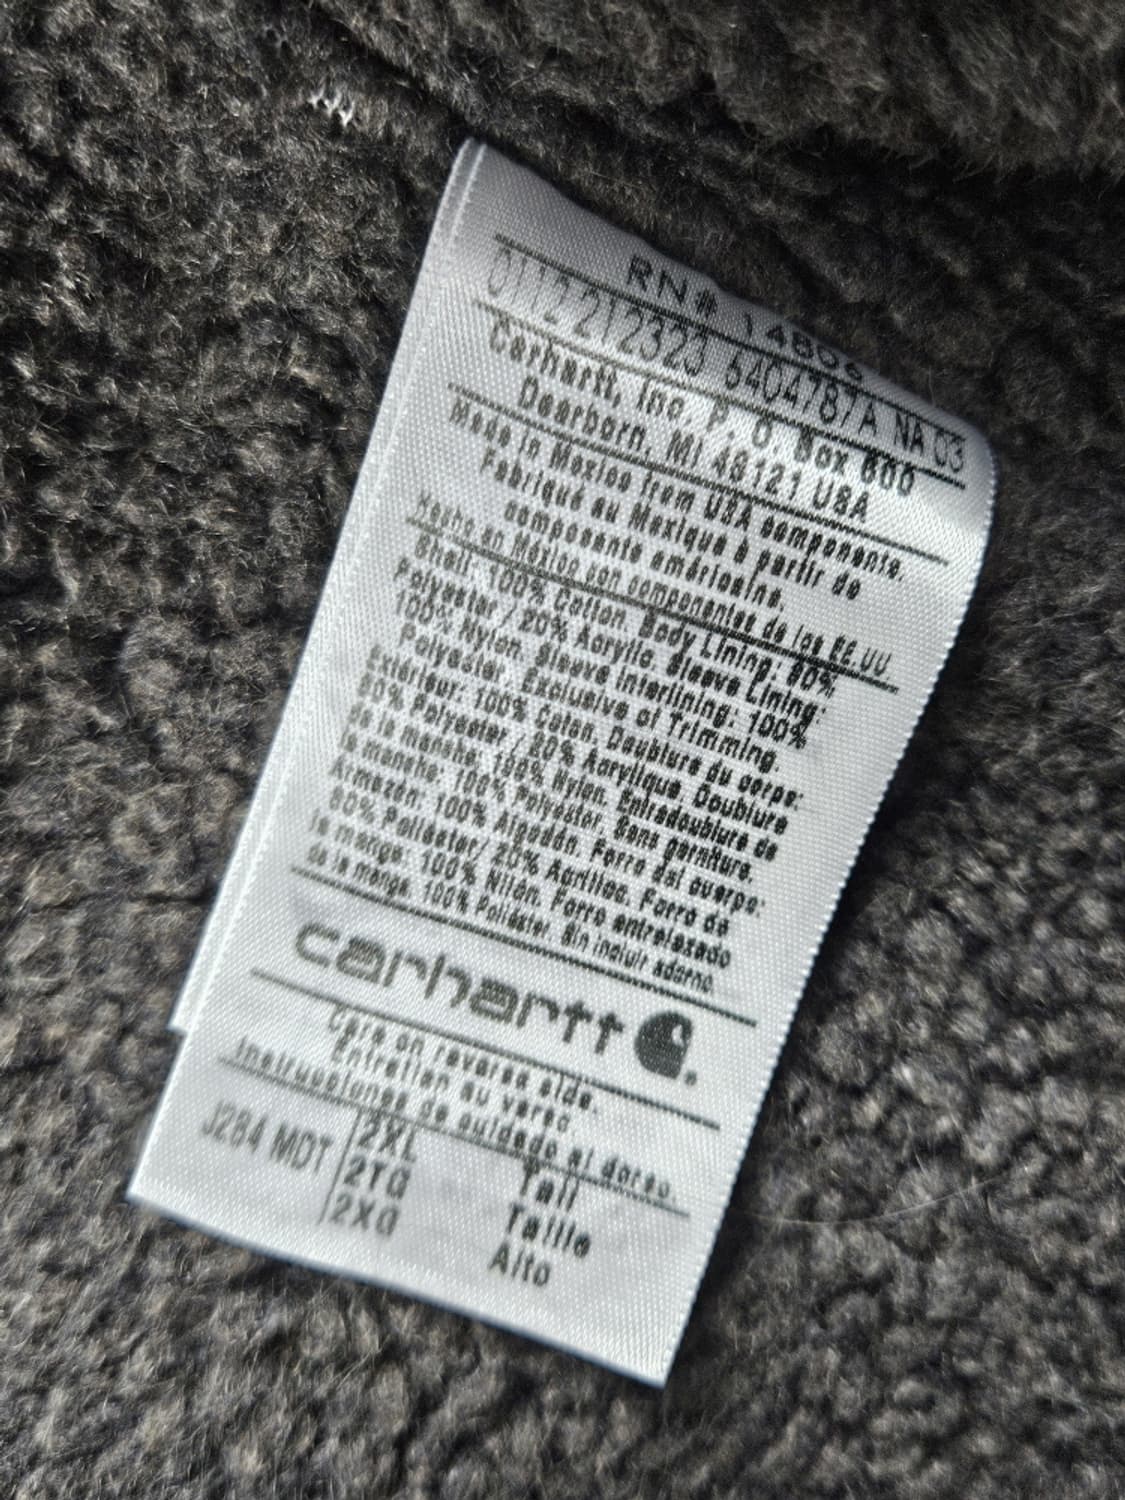 RN# 14806
0112 212323 6404787A NA 03
Carhartt, Inc. P. O. Box 600
Dearborn, MI 48121 USA
Made in Mexico from USA components.
Fabriqué au Mexique à partir de
composants américains.
Hecho en México con componentes de los EE.UU
Shell: 100% Cotton. Body Lining: 80%
Polyester / 20% Acrylic. Sleeve Lining:
100% Nylon. Sleeve Interlining: 100%
Polyester. Exclusive of Trimming.
Extérieur: 100% Coton. Doublure du corps:
80% Polyester / 20% Acrylique. Doublure
de la manche: 100% Nylon. Entredoublure de
la manche: 100% Polyester. Sans garniture.
Armazón: 100% Algodón. Forro del cuerpo:
80% Poliéster/ 20% Acrílico. Forro de
la manga: 100% Nilón. Forro entrelazado
de la manga. 100% Poliéster Sin incluir adorno
carhartt
Care on reverse side.
Entretien au verso.
Instrucciones de cuidado al dorso.
J284 MDT 2XL Tall
2TG Taille
2XG Alto